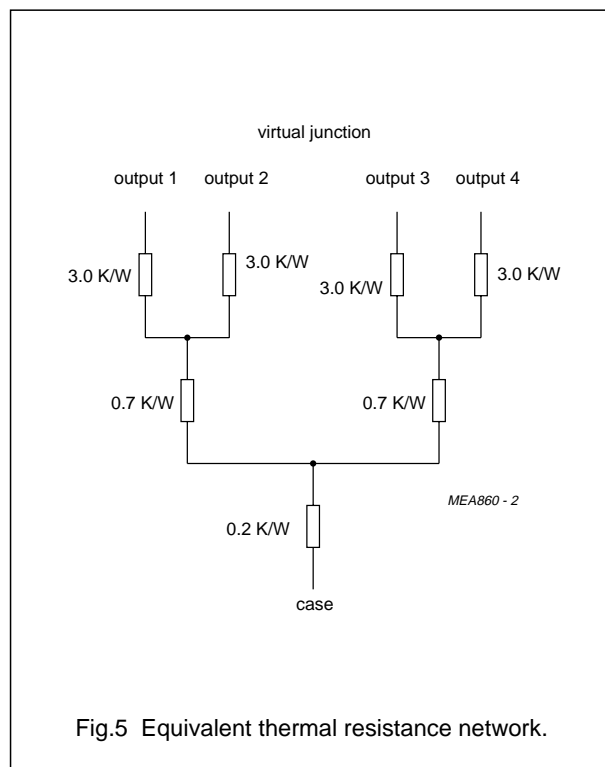 virtual junction
output 1 output 2 output 3 output 4
3.0 K/W 3.0 K/W 3.0 K/W 3.0 K/W
0.7 K/W 0.7 K/W
MEA860 - 2
0.2 K/W
case
Fig.5 Equivalent thermal resistance network.